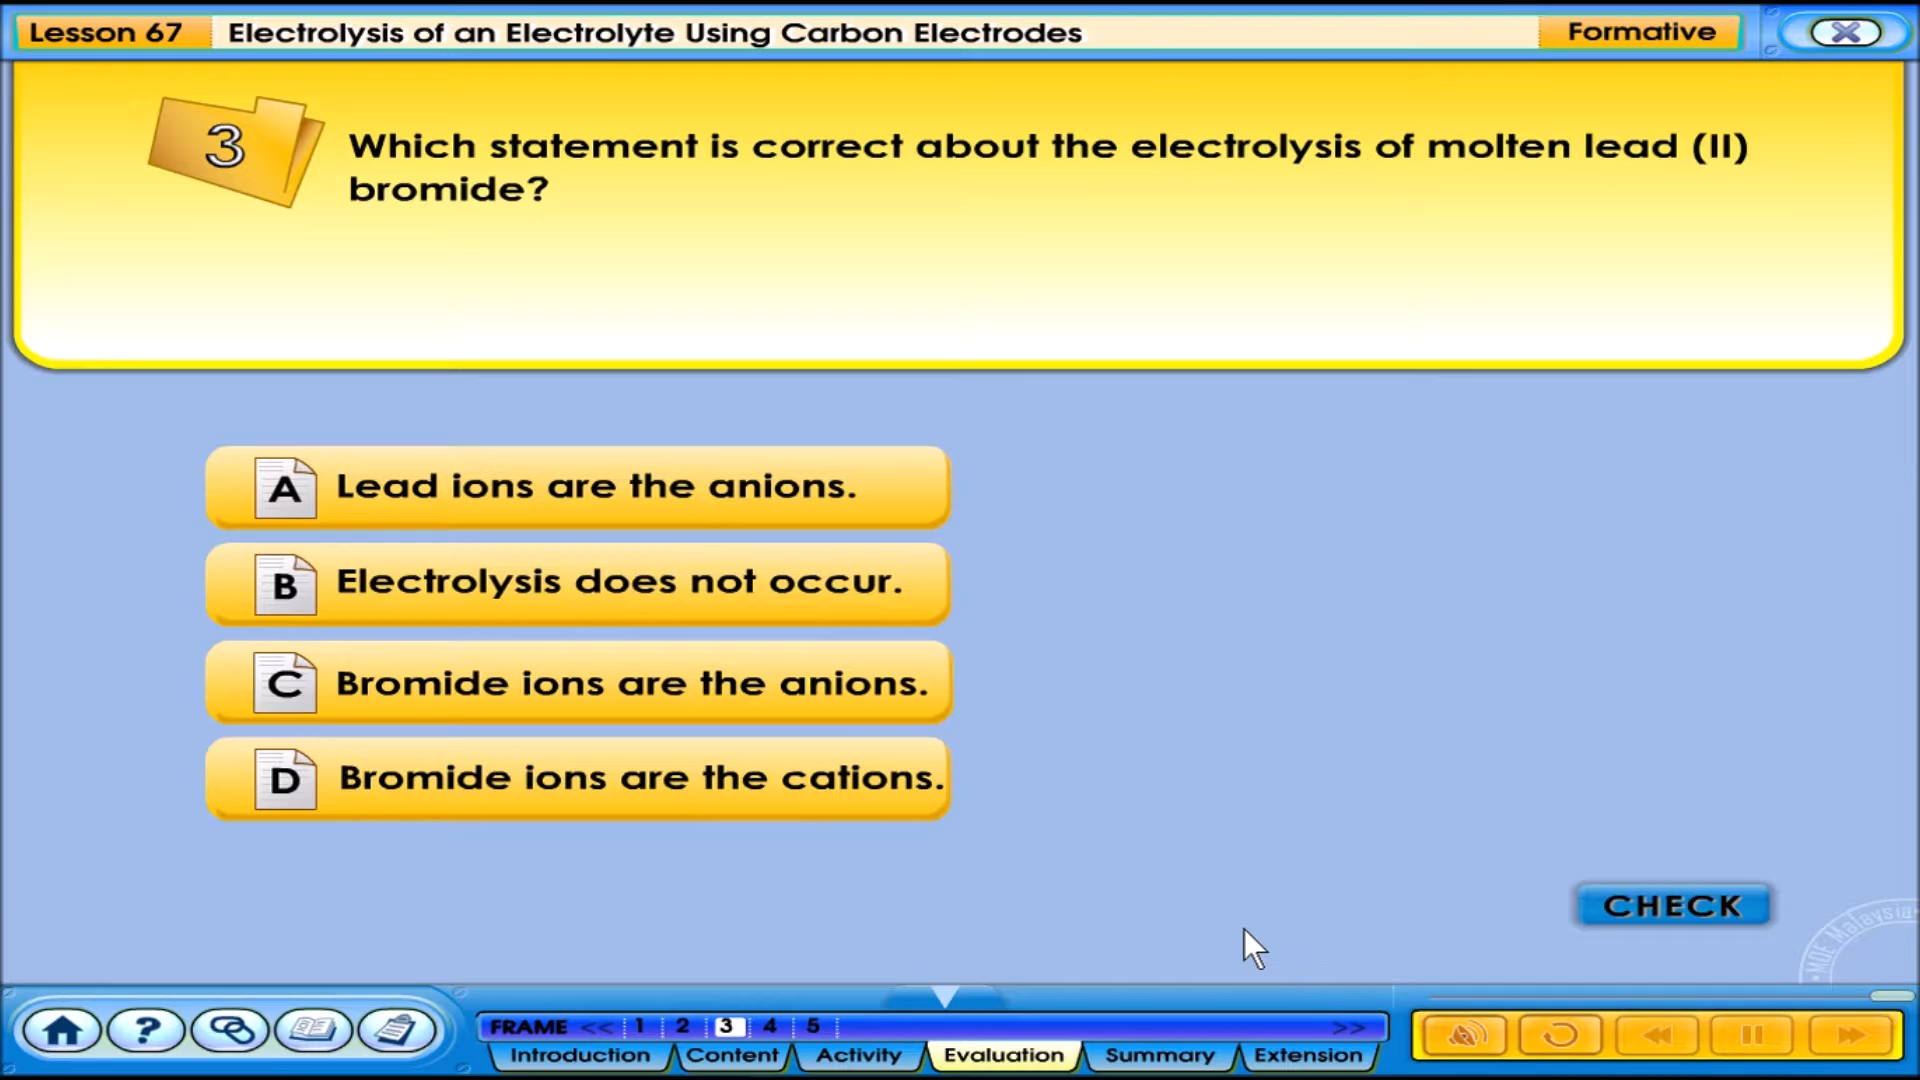 Lesson 67
Electrolysis of an Electrolyte Using Carbon Electrodes
Formative
3
Which statement is correct about the electrolysis of molten lead (II)
bromide?
A Lead ions are the anions.
B Electrolysis does not occur.
C Bromide ions are the anions.
D Bromide ions are the cations.
CHECK
MOE Malaysia
FRAME << 1 2 3 4 5 >>
Introduction Content Activity Evaluation Summary Extension